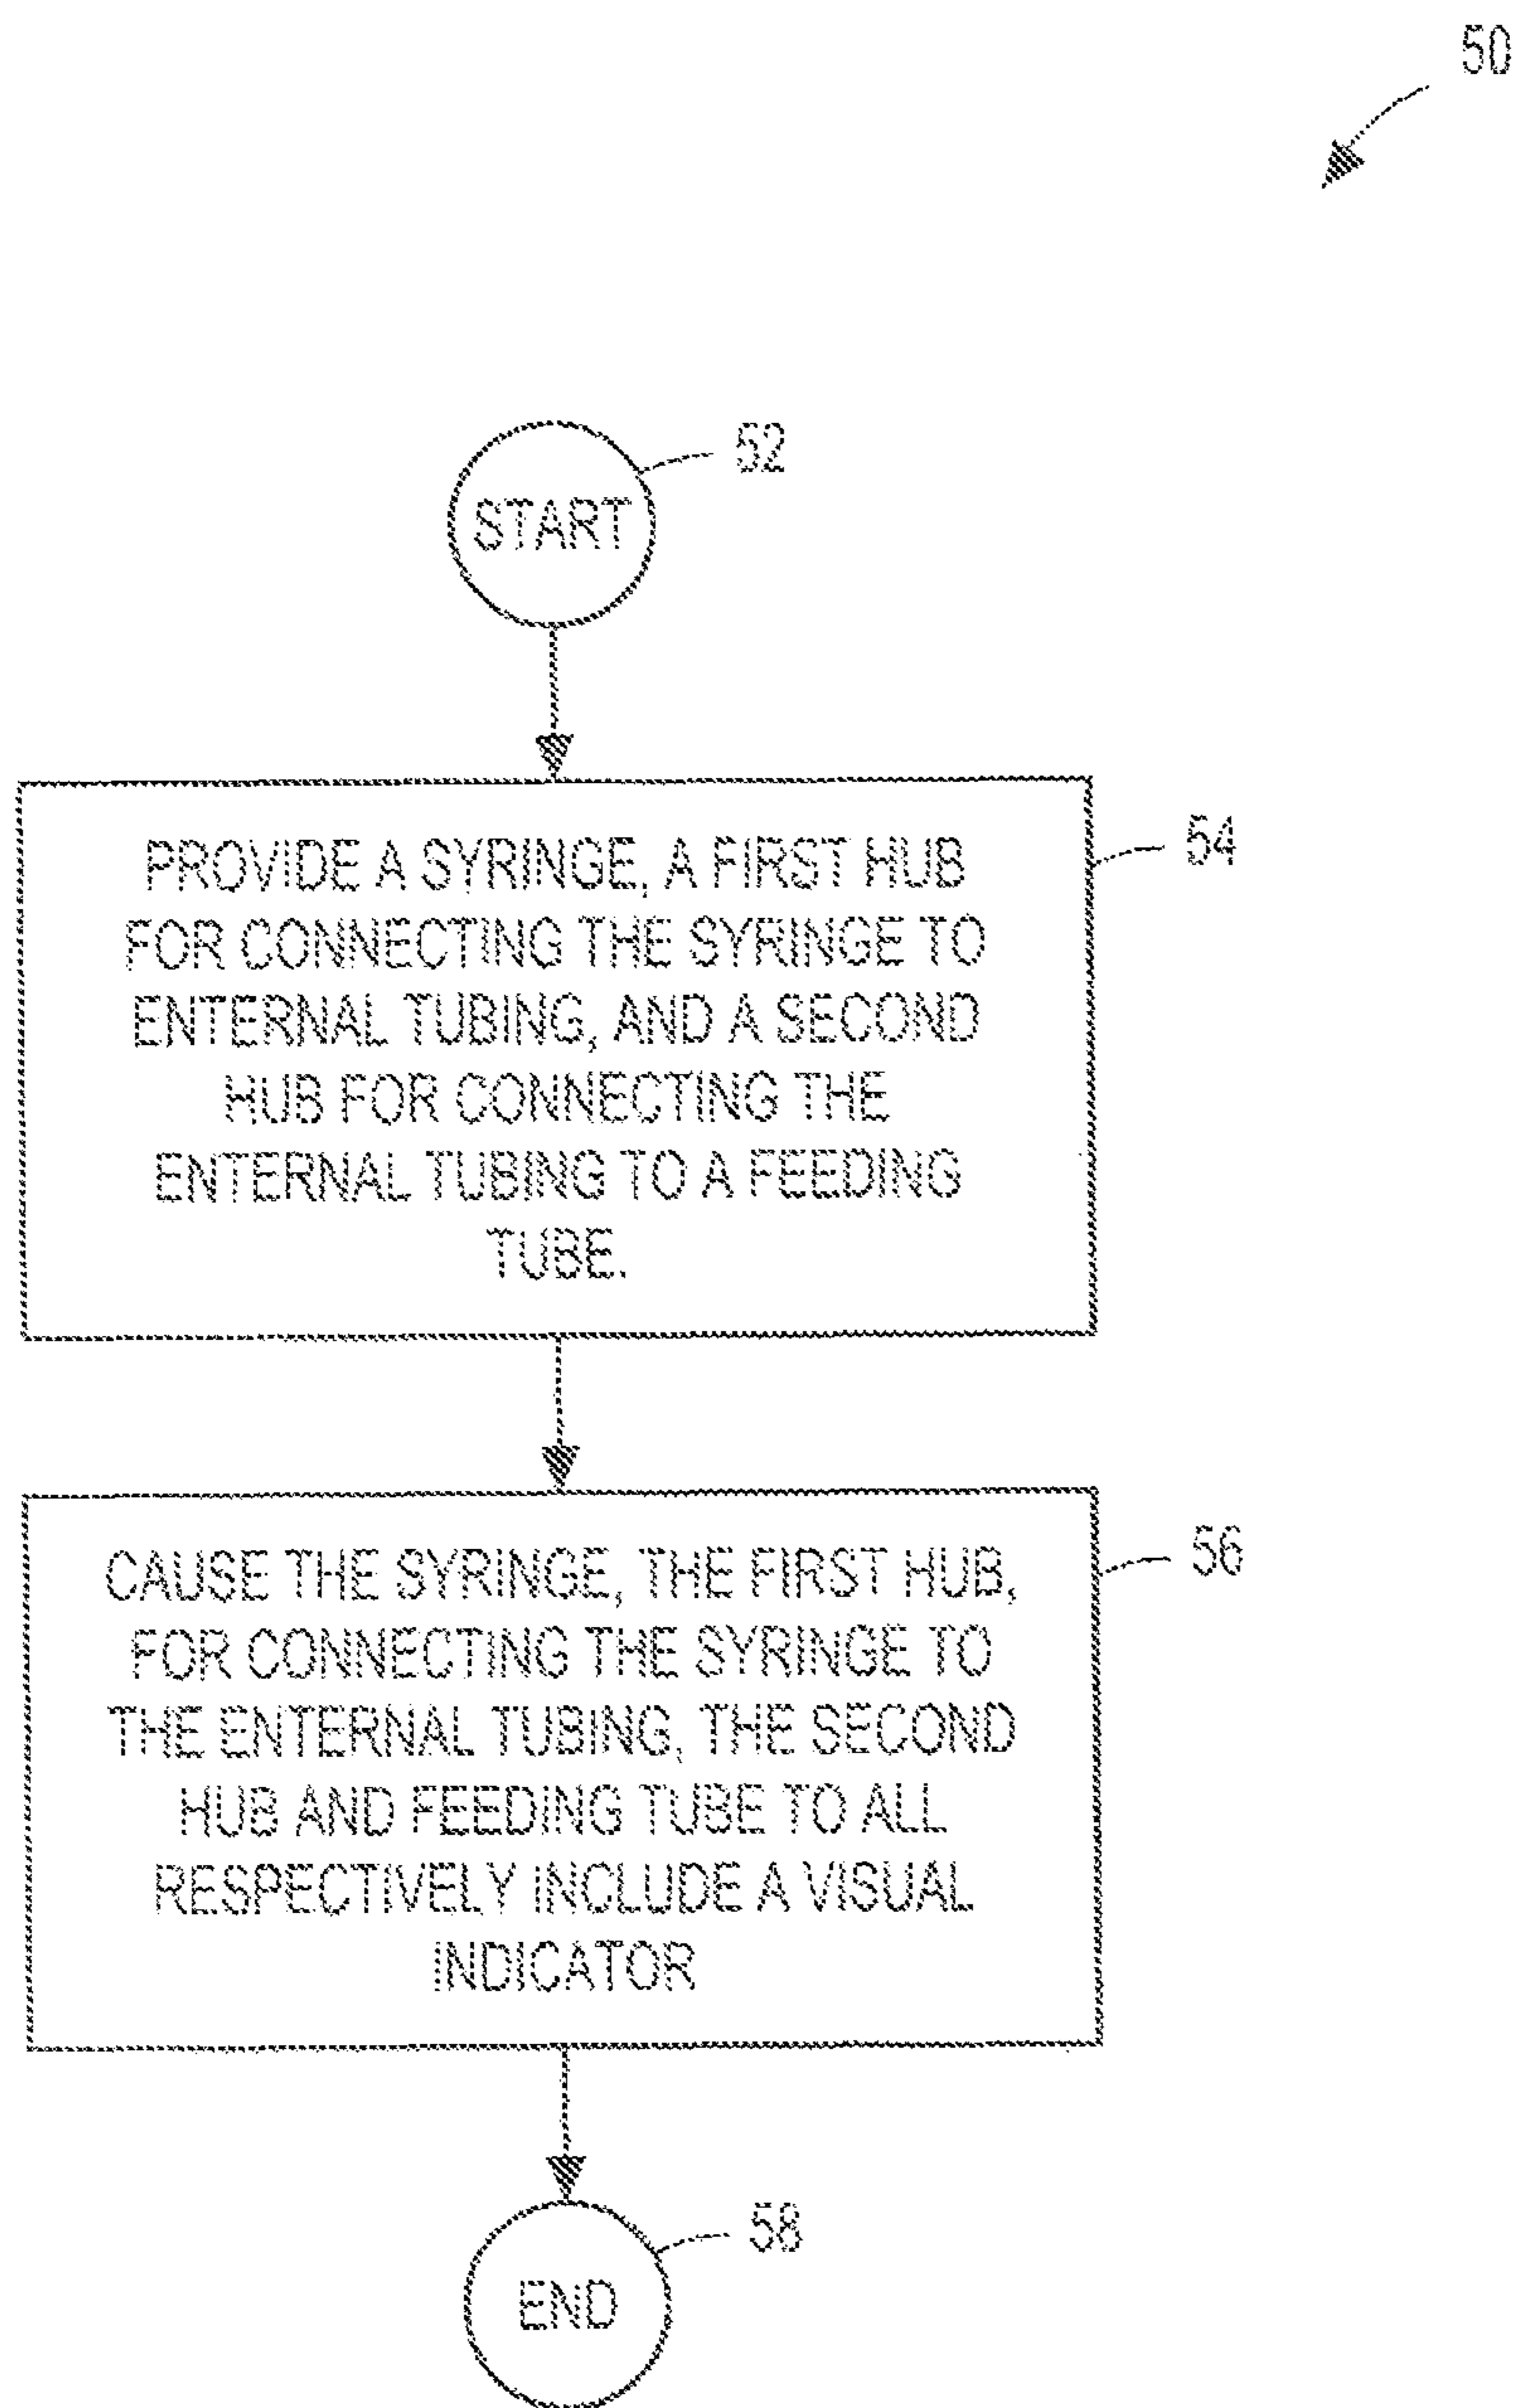 50
52
START
54
PROVIDE A SYRINGE, A FIRST HUB
FOR CONNECTING THE SYRINGE TO
ENTERNAL TUBING, AND A SECOND
HUB FOR CONNECTING THE
ENTERNAL TUBING TO A FEEDING
TUBE.
56
CAUSE THE SYRINGE, THE FIRST HUB,
FOR CONNECTING THE SYRINGE TO
THE ENTERNAL TUBING, THE SECOND
HUB AND FEEDING TUBE TO ALL
RESPECTIVELY INCLUDE A VISUAL
INDICATOR
58
END